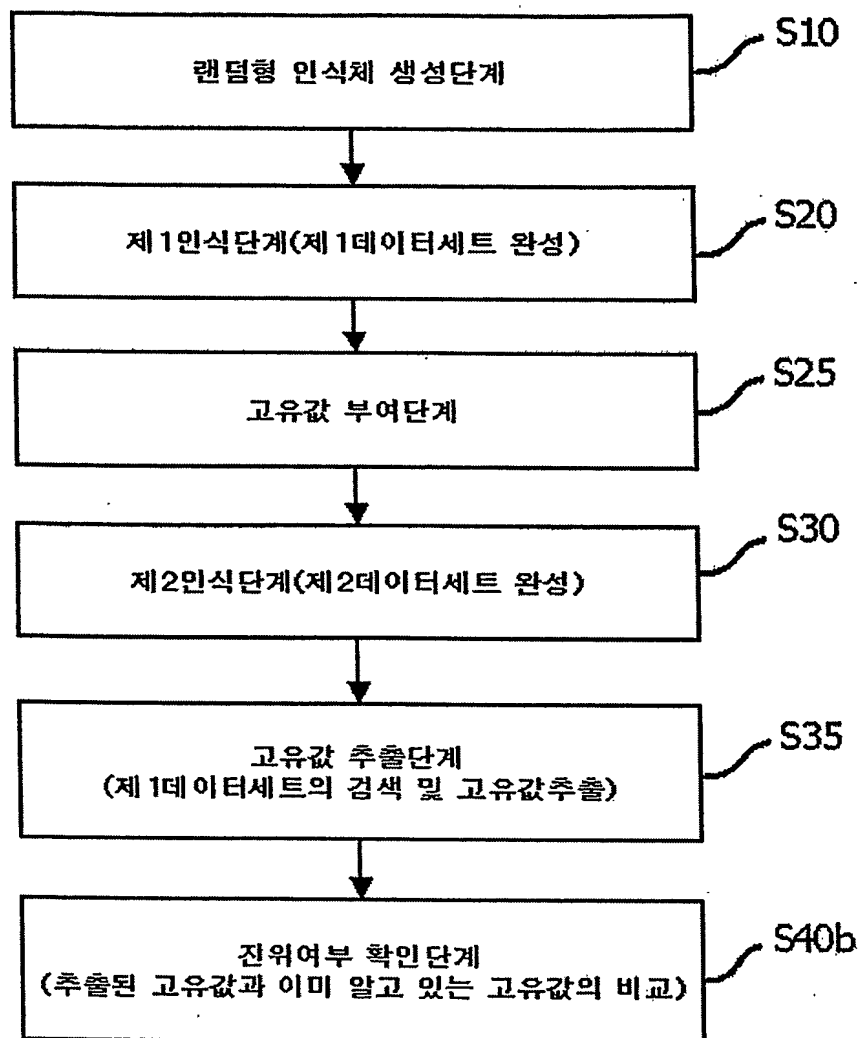 랜덤형 인식체 생성단계
S10
제1인식단계(제1데이터세트 완성)
S20
고유값 부여단계
S25
제2인식단계(제2데이터세트 완성)
S30
고유값 추출단계
(제1데이터세트의 검색 및 고유값추출)
S35
진위여부 확인단계
(추출된 고유값과 이미 알고 있는 고유값의 비교)
S40b